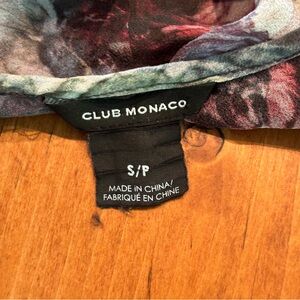 CLUB MONACO
S/P
MADE IN CHINA/
FABRIQUÉ EN CHINE